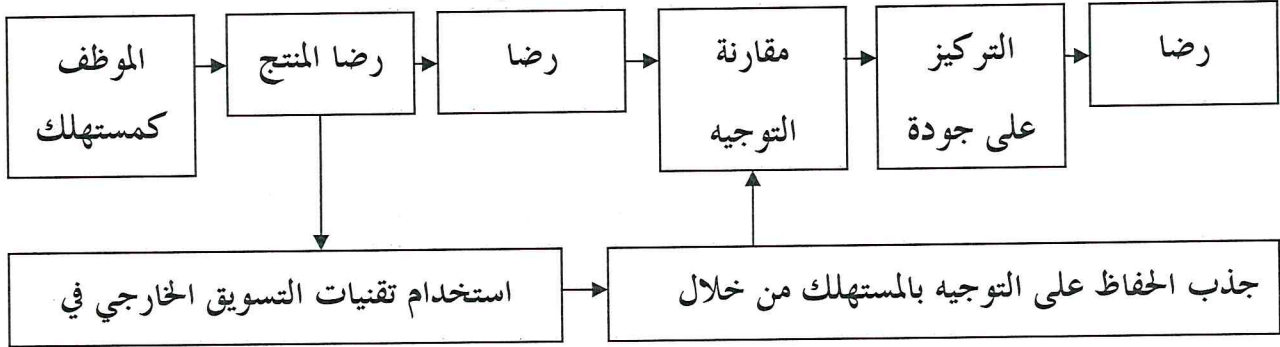 الموظف
كمستهلك
رضا المنتج
رضا
مقارنة
التوجيه
التركيز
على جودة
رضا
استخدام تقنيات التسويق الخارجي في
جذب الحفاظ على التوجيه بالمستهلك من خلال